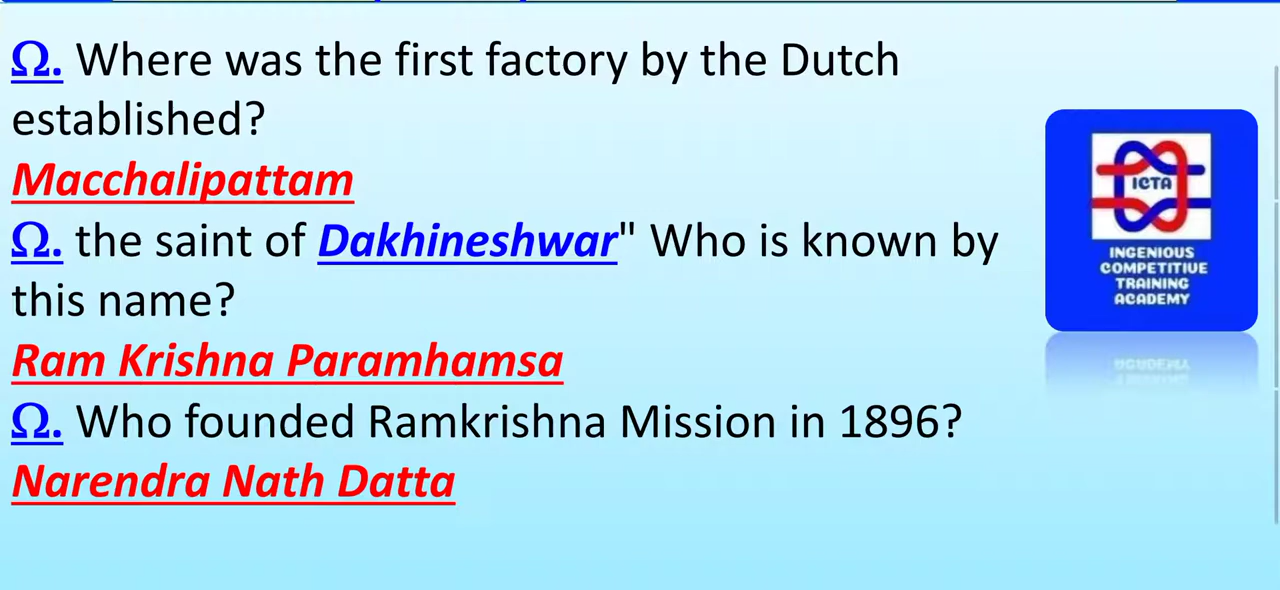 Ω. Where was the first factory by the Dutch
established?
Macchalipattam
Ω. the saint of Dakhineshwar" Who is known by
this name?
Ram Krishna Paramhamsa
Ω. Who founded Ramkrishna Mission in 1896?
Narendra Nath Datta
ICTA
INGENIOUS
COMPETITIVE
TRAINING
ACADEMY